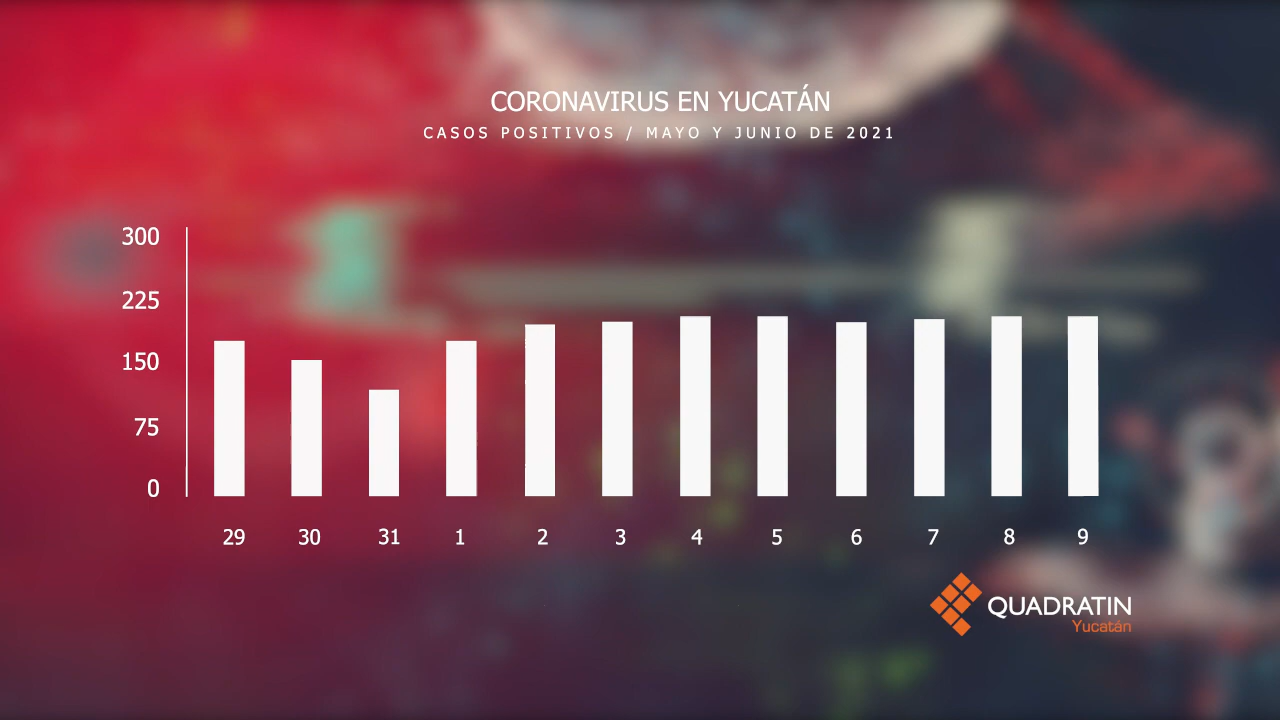 CORONAVIRUS EN YUCATÁN
CASOS POSITIVOS / MAYO Y JUNIO DE 2021
300
225
150
75
0
29 30 31 1 2 3 4 5 6 7 8 9
QUADRATIN
Yucatán